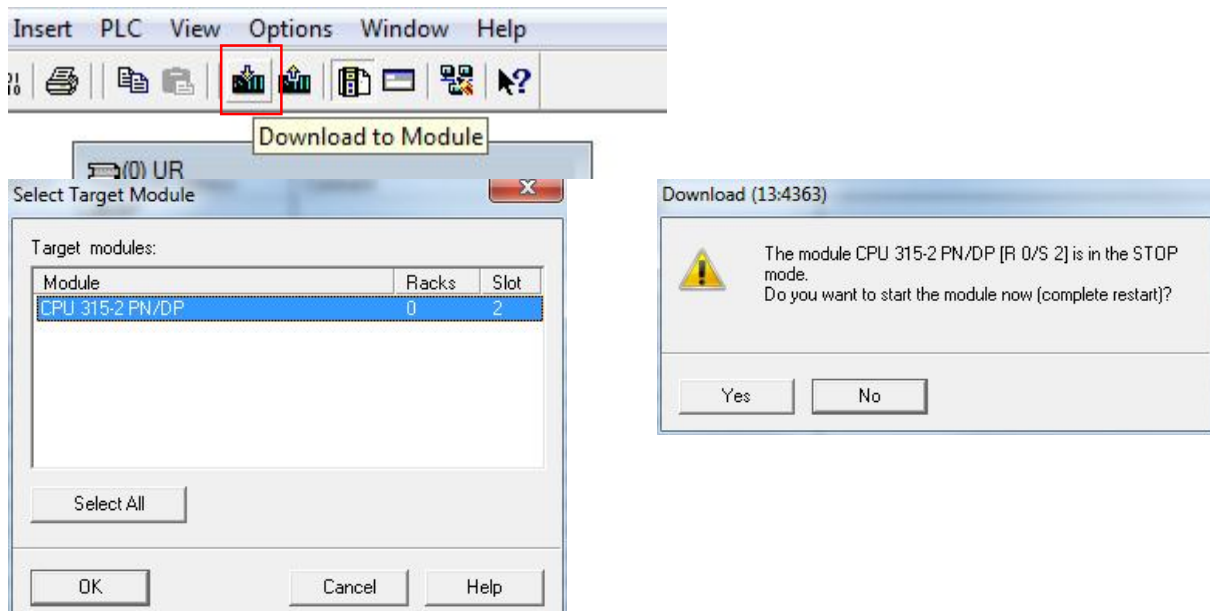 Insert PLC View Options Window Help
Download to Module
(0) UR
Select Target Module
Target modules:
Module Racks Slot
CPU 315-2 PN/DP 0 2
Select All
OK Cancel Help
Download (13:4363)
The module CPU 315-2 PN/DP [R 0/S 2] is in the STOP
mode.
Do you want to start the module now (complete restart)?
Yes No